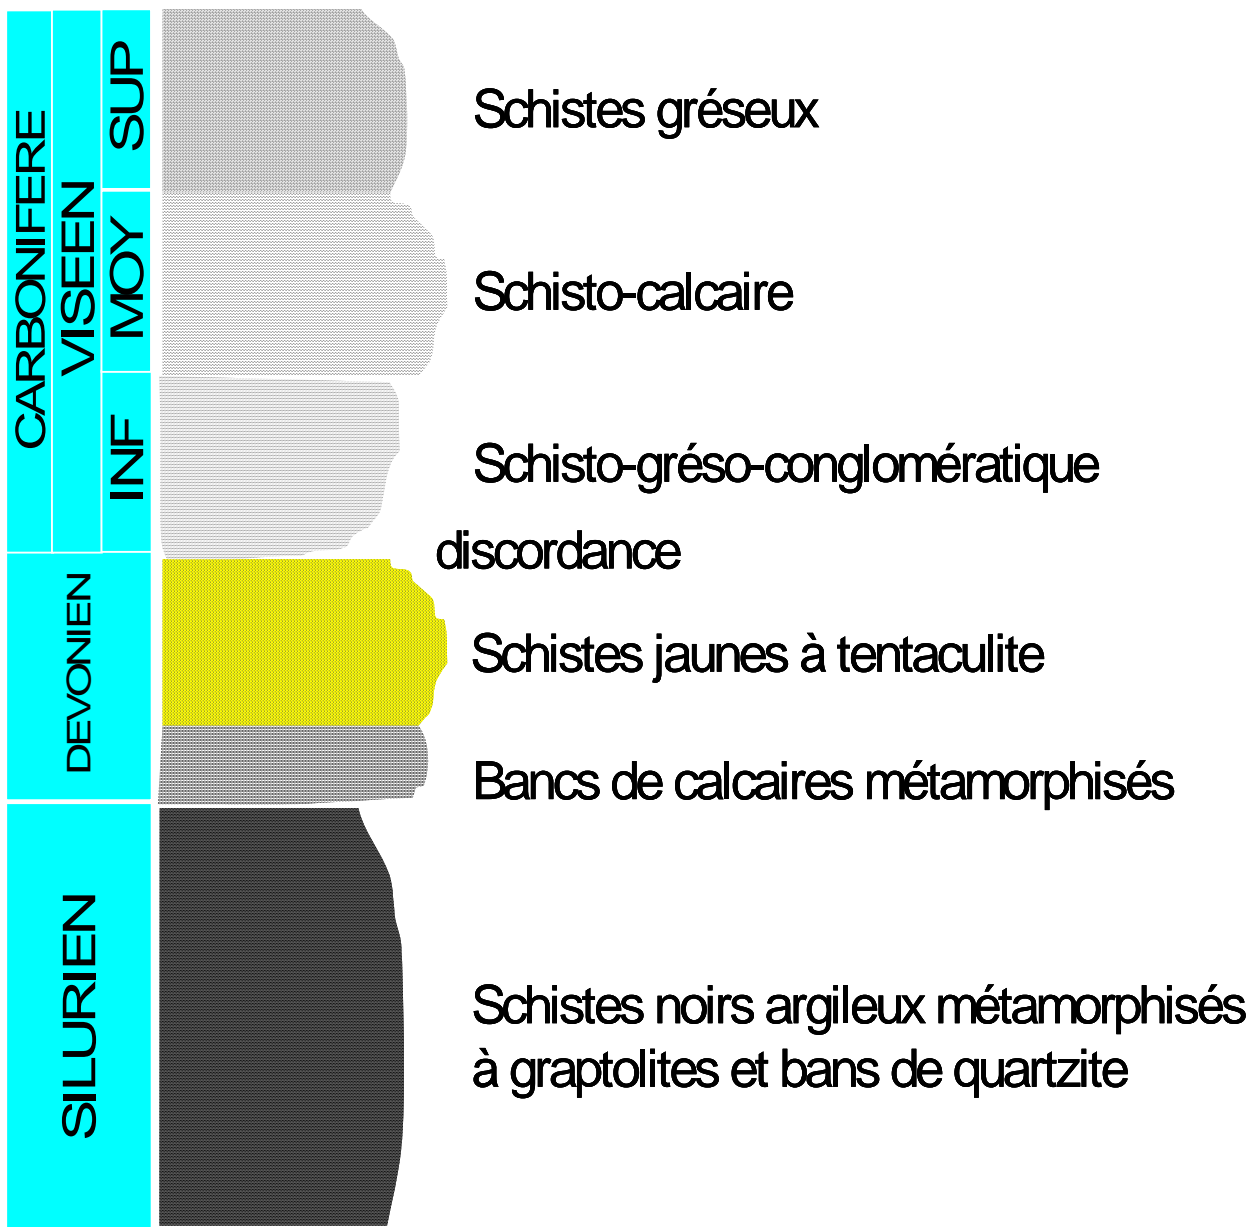 CARBONIFERE
VISEEN
SUP
Schistes gréseux
MOY
Schisto-calcaire
INF
Schisto-gréso-conglomératique
discordance
DEVONIEN
Schistes jaunes à tentaculite
Bancs de calcaires métamorphisés
SILURIEN
Schistes noirs argileux métamorphisés
à graptolites et bans de quartzite